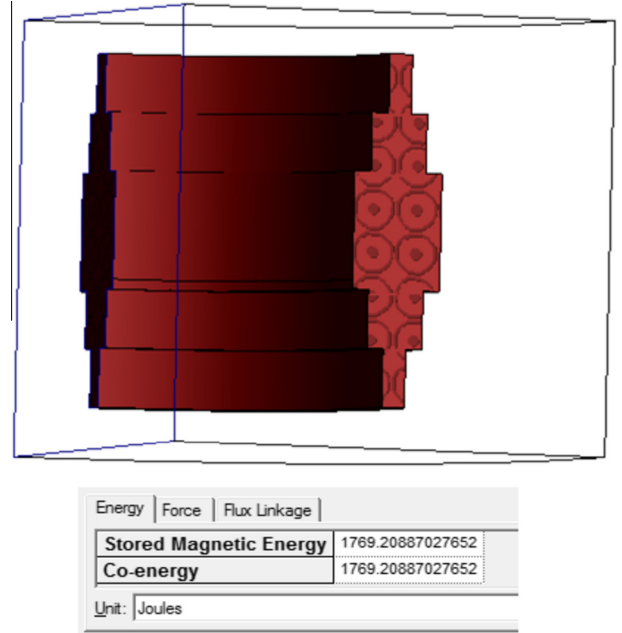 Energy Force Flux Linkage
Stored Magnetic Energy 1769.20887027652
Co-energy 1769.20887027652
Unit: Joules